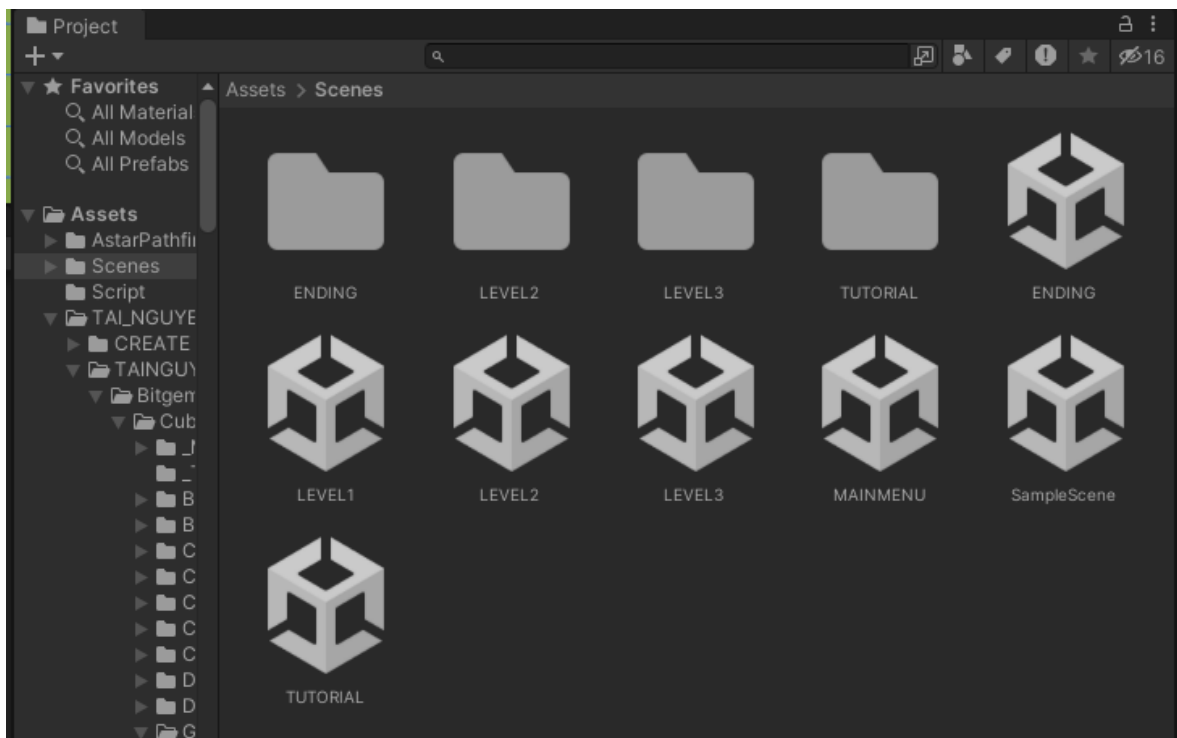 Project
16
Favorites
All Material
All Models
All Prefabs
Assets
AstarPathfi
Scenes
Script
TAI_NGUYE
CREATE
TAINGUY
Bitgem
Cub
B
B
C
C
C
C
C
D
D
G
Assets > Scenes
ENDING
LEVEL2
LEVEL3
TUTORIAL
ENDING
LEVEL1
LEVEL2
LEVEL3
MAINMENU
SampleScene
TUTORIAL